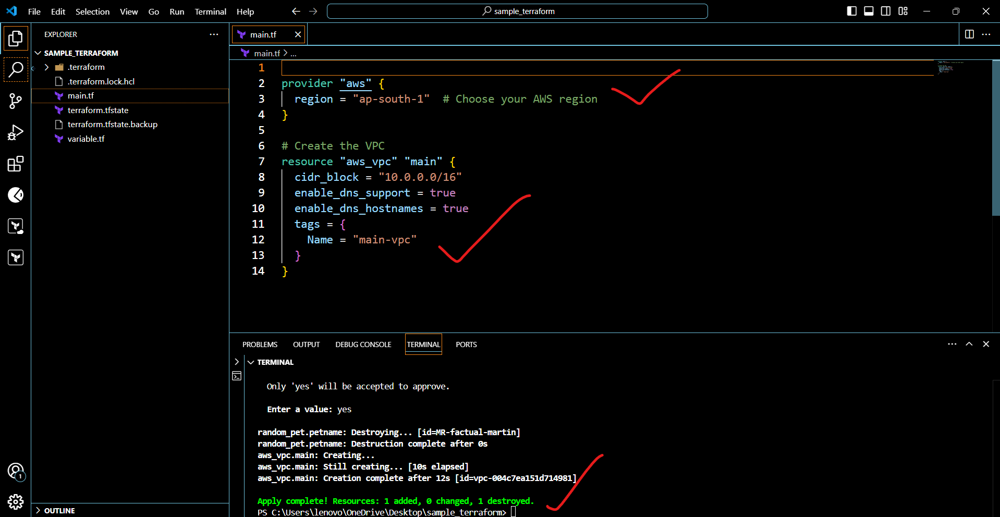 File Edit Selection View Go Run Terminal Help
sample_terraform
EXPLORER
SAMPLE_TERRAFORM
.terraform
.terraform.lock.hcl
main.tf
terraform.tfstate
terraform.tfstate.backup
variable.tf
OUTLINE
1
main.tf
main.tf > ...
1
2 provider "aws" {
3 region = "ap-south-1" # Choose your AWS region
4 }
5
6 # Create the VPC
7 resource "aws_vpc" "main" {
8 cidr_block = "10.0.0.0/16"
9 enable_dns_support = true
10 enable_dns_hostnames = true
11 tags = {
12 Name = "main-vpc"
13 }
14 }
PROBLEMS OUTPUT DEBUG CONSOLE TERMINAL PORTS
TERMINAL
Only 'yes' will be accepted to approve.
Enter a value: yes
random_pet.petname: Destroying... [id=MR-factual-martin]
random_pet.petname: Destruction complete after 0s
aws_vpc.main: Creating...
aws_vpc.main: Still creating... [10s elapsed]
aws_vpc.main: Creation complete after 12s [id=vpc-004c7ea151d714981]
Apply complete! Resources: 1 added, 0 changed, 1 destroyed.
PS C:\Users\lenovo\OneDrive\Desktop\sample_terraform>